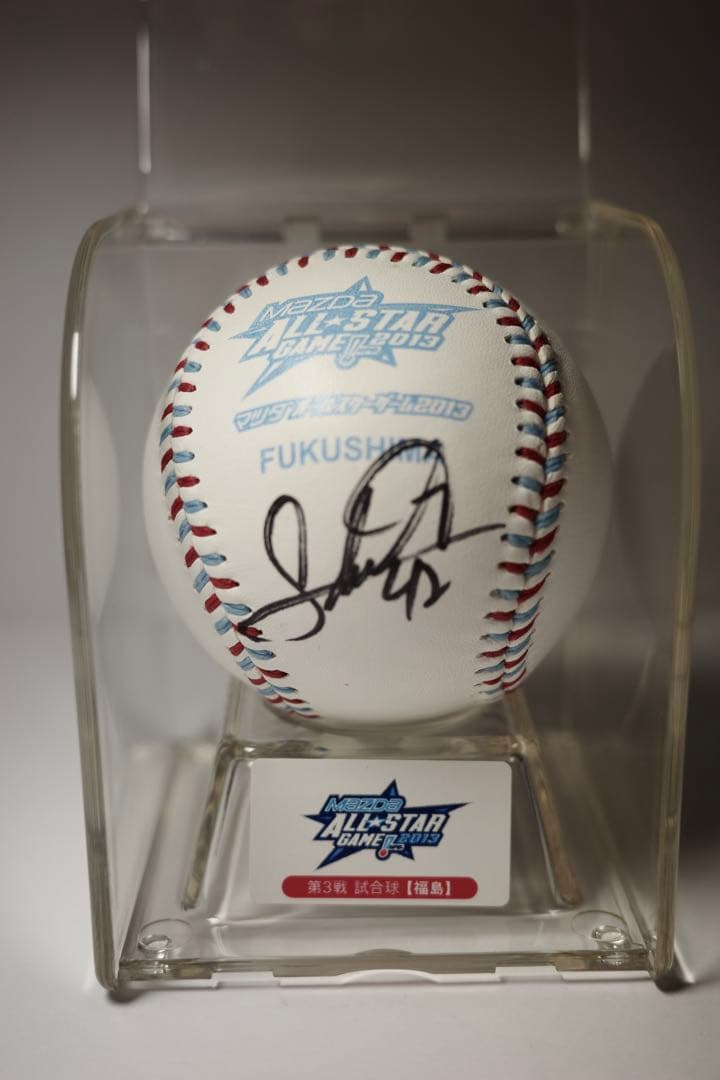 MAZDA
ALL★STAR
GAME 2013
マツダオールスターゲーム2013
FUKUSHIMA
42
MAZDA
ALL★STAR
GAME 2013
第3戦 試合球【福島】